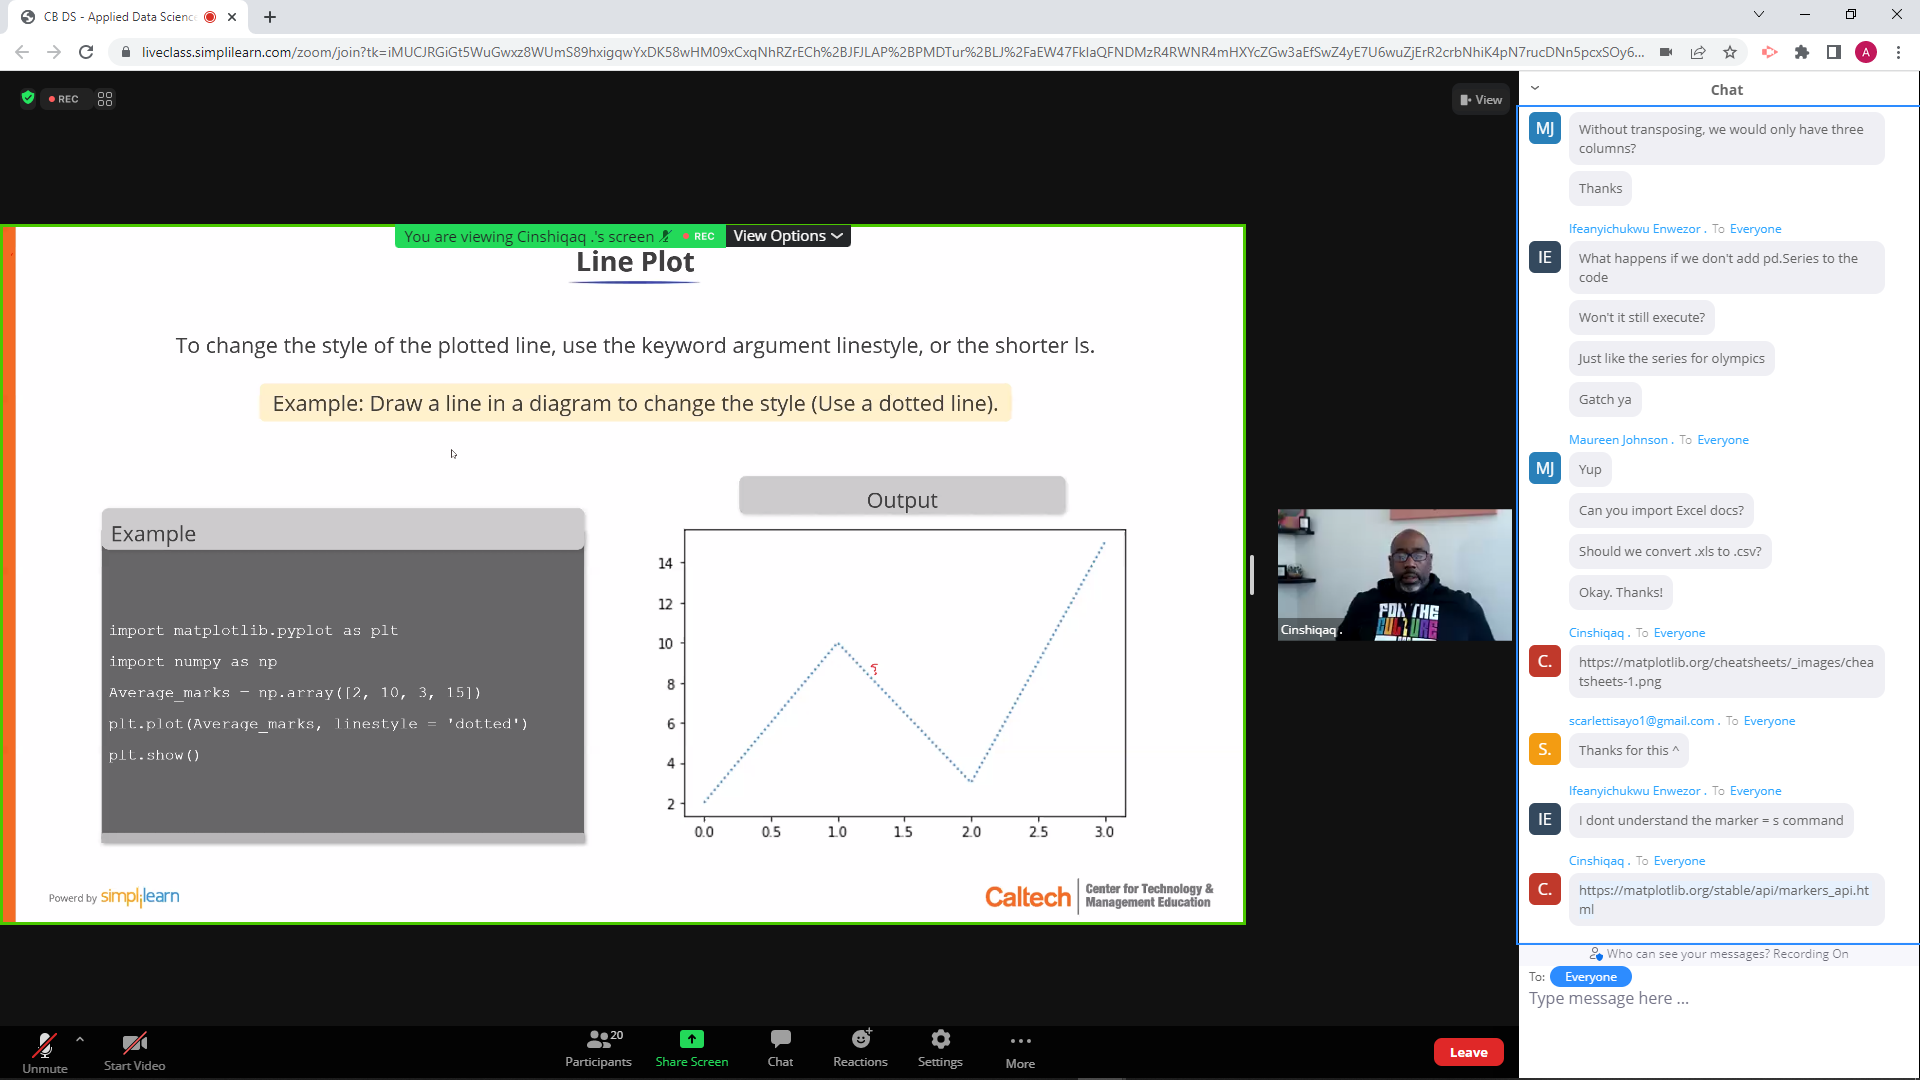 CB DS - Applied Data Scienc
liveclass.simplilearn.com/zoom/join?tk=iMUCJRGiGt5WuGwxz8WUmS89hxigqwYxDK58wHM09xCxqNhRZrECh%2BJFJLAP%2BPMDTur%2BLJ%2FaEW47FklaQFNDMzR4RWNR4mHXYcZGw3aEfSwZ4yE7U6wuZjErR2crbNhiK4pN7rucDNn5pcxSOy6...
A
REC
View
You are viewing Cinshiqaq .'s screen
REC
View Options
Line Plot
To change the style of the plotted line, use the keyword argument linestyle, or the shorter ls.
Example: Draw a line in a diagram to change the style (Use a dotted line).
Example
import matplotlib.pyplot as plt
import numpy as np
Average_marks = np.array([2, 10, 3, 15])
plt.plot(Average_marks, linestyle = 'dotted')
plt.show()
Output
14
12
10
8
6
4
2
0.0 0.5 1.0 1.5 2.0 2.5 3.0
Powerd by simplilearn
Caltech
Center for Technology &
Management Education
FOR THE
CULTURE
Cinshiqaq .
Chat
MJ
Without transposing, we would only have three
columns?
Thanks
Ifeanyichukwu Enwezor . To Everyone
IE
What happens if we don't add pd.Series to the
code
Won't it still execute?
Just like the series for olympics
Gatch ya
Maureen Johnson . To Everyone
MJ
Yup
Can you import Excel docs?
Should we convert .xls to .csv?
Okay. Thanks!
Cinshiqaq . To Everyone
C.
https://matplotlib.org/cheatsheets/_images/chea
tsheets-1.png
scarlettisayo1@gmail.com . To Everyone
S.
Thanks for this ^
Ifeanyichukwu Enwezor . To Everyone
IE
I dont understand the marker = s command
Cinshiqaq . To Everyone
C.
https://matplotlib.org/stable/api/markers_api.ht
ml
Who can see your messages? Recording On
To: Everyone
Type message here ...
Unmute
Start Video
20
Participants
Share Screen
Chat
Reactions
Settings
More
Leave